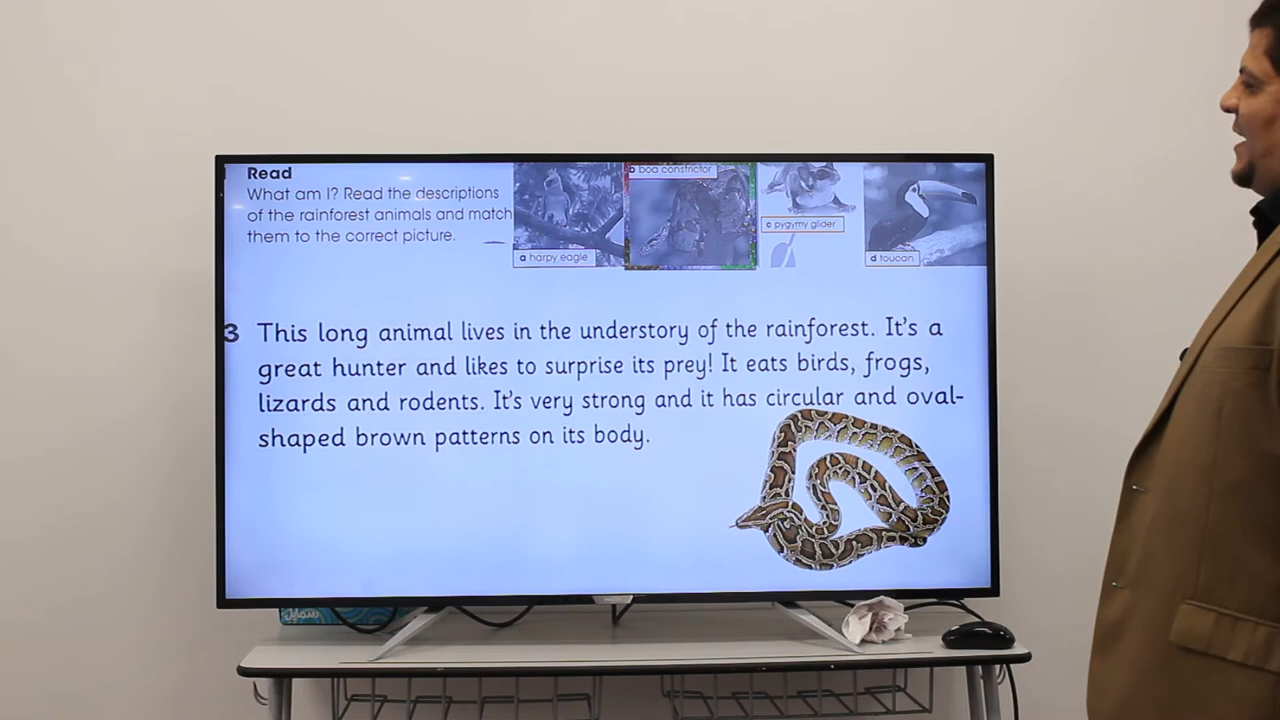 Read
What am I? Read the descriptions
of the rainforest animals and match
them to the correct picture.
a harpy eagle
b boa constrictor
c pygmy glider
d toucan
3 This long animal lives in the understory of the rainforest. It's a
great hunter and likes to surprise its prey! It eats birds, frogs,
lizards and rodents. It's very strong and it has circular and oval-
shaped brown patterns on its body.